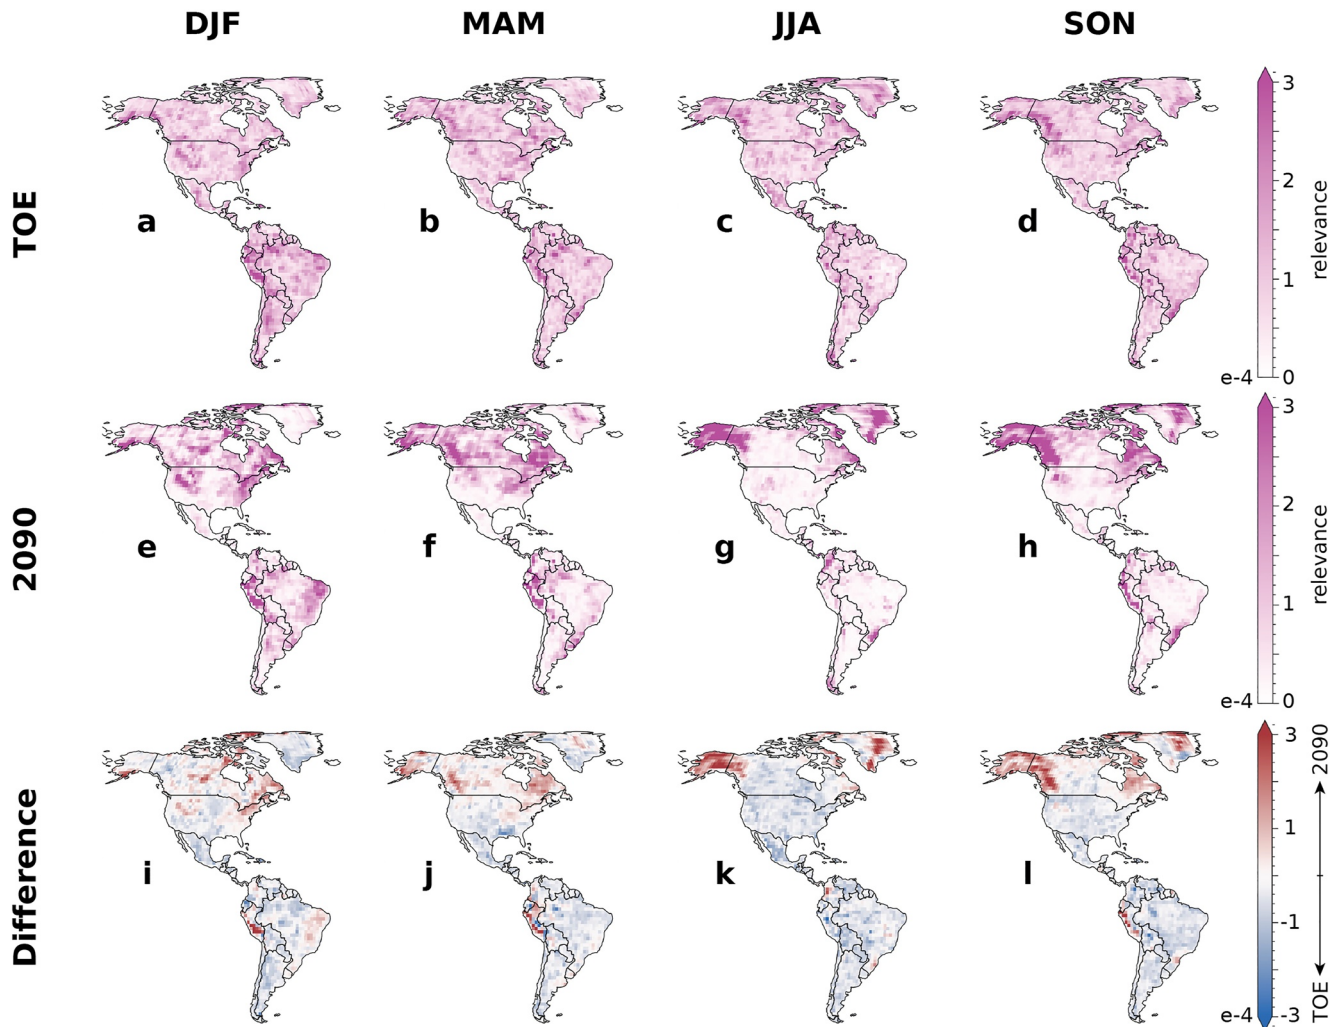 DJF MAM JJA SON
TOE
a b c d
3
2
1
0
e-4
relevance
2090
e f g h
3
2
1
0
e-4
relevance
Difference
i j k l
3
1
-1
-3
e-4
TOE 2090